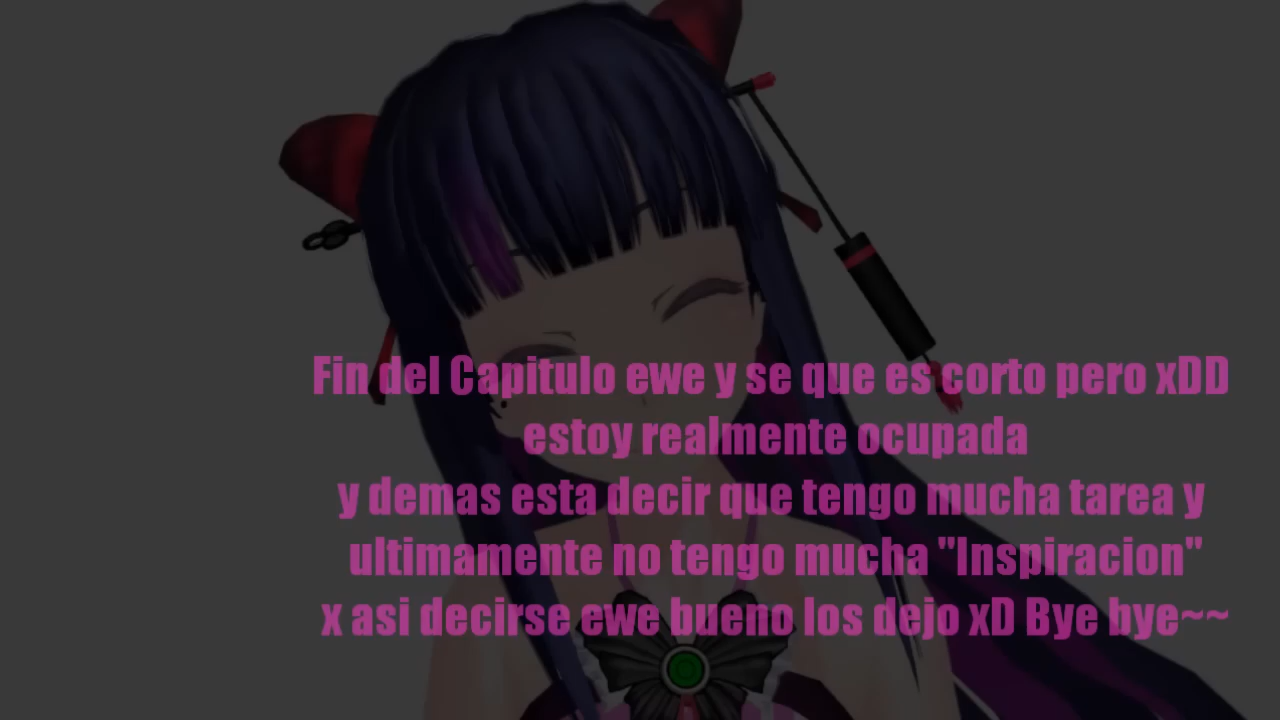 Fin del Capitulo ewe y se que es corto pero xDD
estoy realmente ocupada
y demas esta decir que tengo mucha tarea y
ultimamente no tengo mucha "Inspiracion"
x asi decirse ewe bueno los dejo xD Bye bye~~